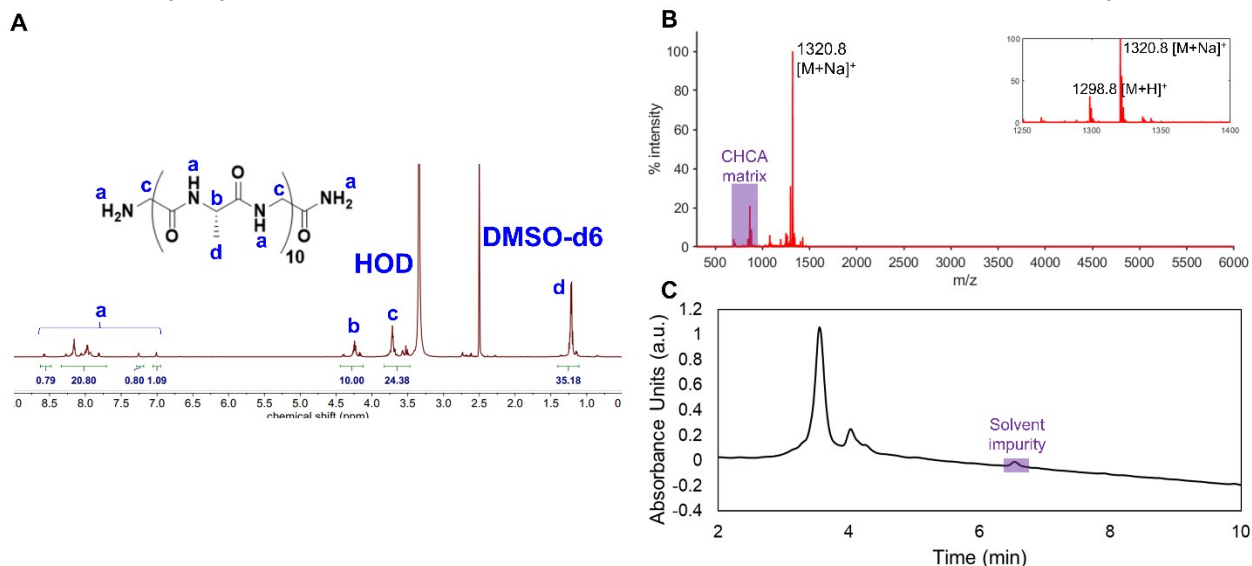 A
a
H2N
c
O
a
H
N
b
d
O
N
H
a
c
O
10
NH2
a
HOD
DMSO-d6
a
b
c
d
0.79
20.80
0.80
1.09
10.00
24.38
35.18
.0 8.5 8.0 7.5 7.0 6.5 6.0 5.5 5.0 4.5 4.0 3.5 3.0 2.5 2.0 1.5 1.0 0.5 0
chemical shift (ppm)
B
% intensity
100
80
60
40
20
0
1320.8
[M+Na]+
CHCA
matrix
500 1000 1500 2000 2500 3000 3500 4000 4500 5000 5500 6000
m/z
100
50
0
1320.8 [M+Na]+
1298.8 [M+H]+
1250 1300 1350 1400
C
Absorbance Units (a.u.)
1.2
1
0.8
0.6
0.4
0.2
0
-0.2
-0.4
Solvent
impurity
2 4 6 8 10
Time (min)